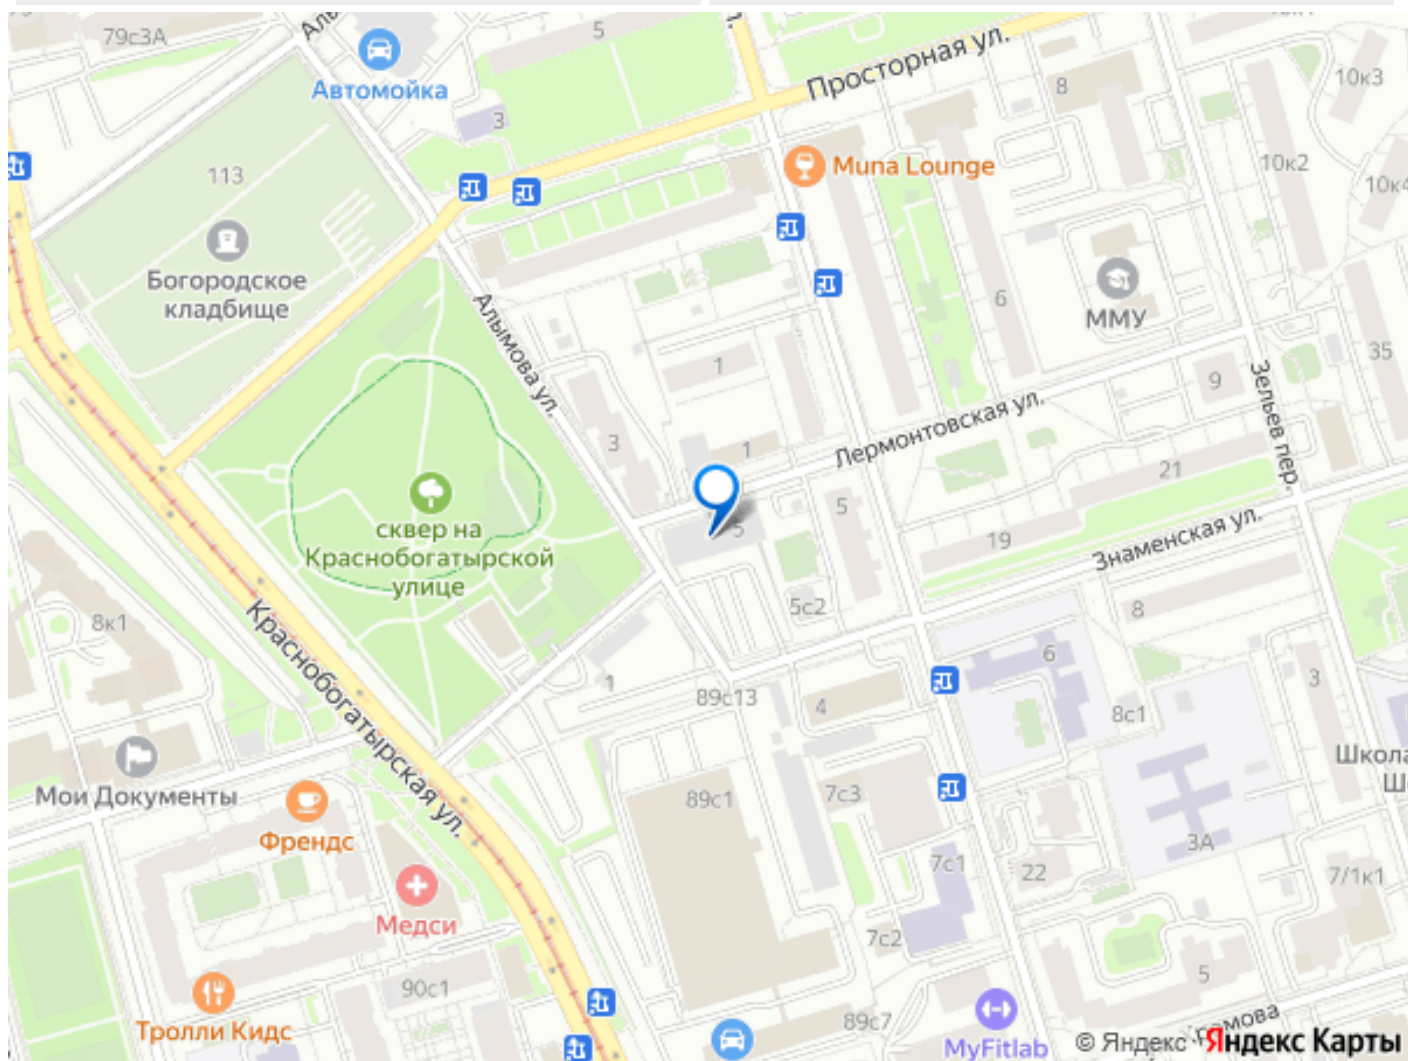 79с3А
5
Просторная ул.
10к3
8
Автомойка
3
113
Muna Lounge
10к2
10к4
Богородское
кладбище
Алымова ул.
6
ММУ
1
35
9
Зельев пер.
Лермонтовская ул.
3
1
21
5
5
19
Знаменская ул.
сквер на
Краснобогатырской
улице
5с2
8
8к1
6
1
89с13
4
3
8с1
Краснобогатырская ул.
Школа
Мои Документы
89с1
7с3
Френдс
3А
7с1
22
7/1к1
Медси
7с2
5
90с1
Тролли Кидс
89с7
MyFitlab
© Яндекс
Яндекс Карты